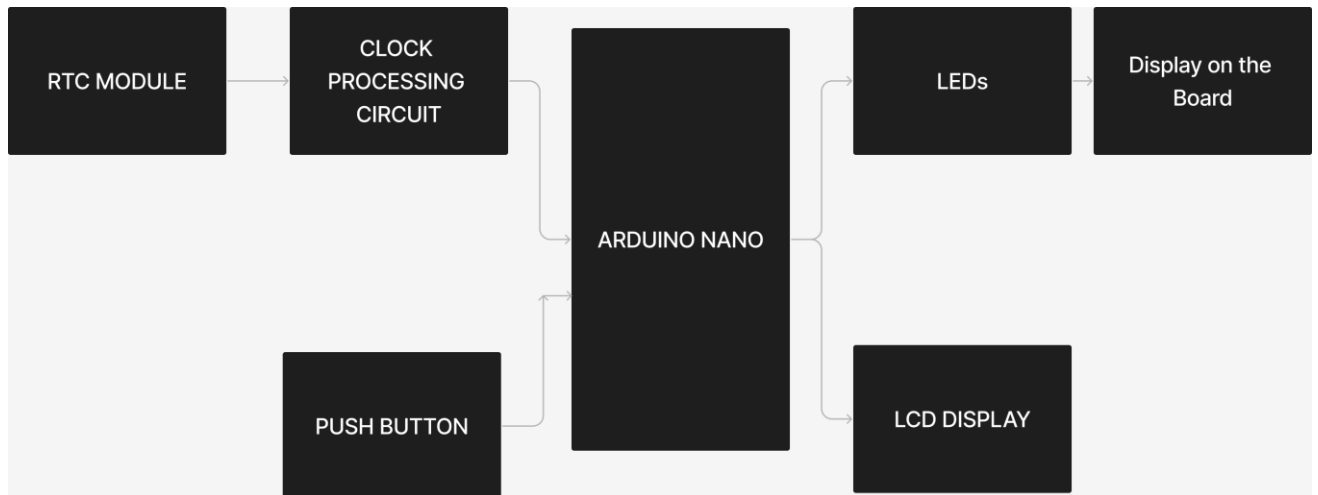 RTC MODULE
CLOCK
PROCESSING
CIRCUIT
ARDUINO NANO
LEDs
Display on the
Board
PUSH BUTTON
LCD DISPLAY